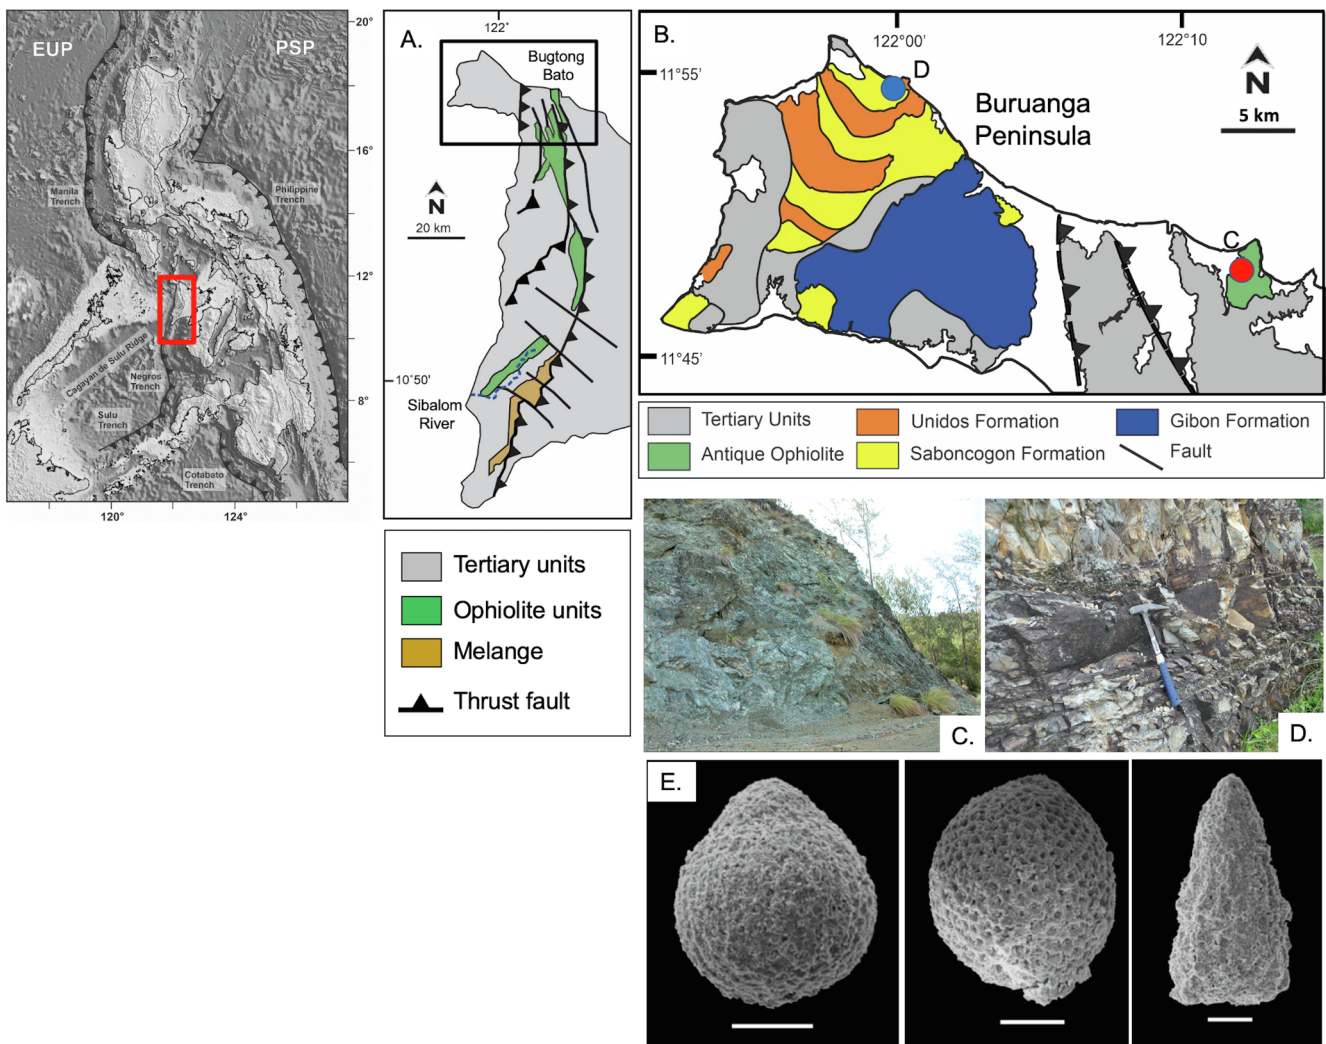 EUP
PSP
20°
16°
12°
8°
Manila
Trench
Philippine
Trench
Cagayan de Sulu Ridge
Negros
Trench
Sulu
Trench
Cotabato
Trench
120°
124°
A.
122°
Bugtong
Bato
N
20 km
10°50'
Sibalom
River
Tertiary units
Ophiolite units
Melange
Thrust fault
B.
122°00'
122°10
11°55'
11°45'
D
Buruanga
Peninsula
N
5 km
C
Tertiary Units
Unidos Formation
Gibon Formation
Antique Ophiolite
Saboncogon Formation
Fault
C.
D.
E.